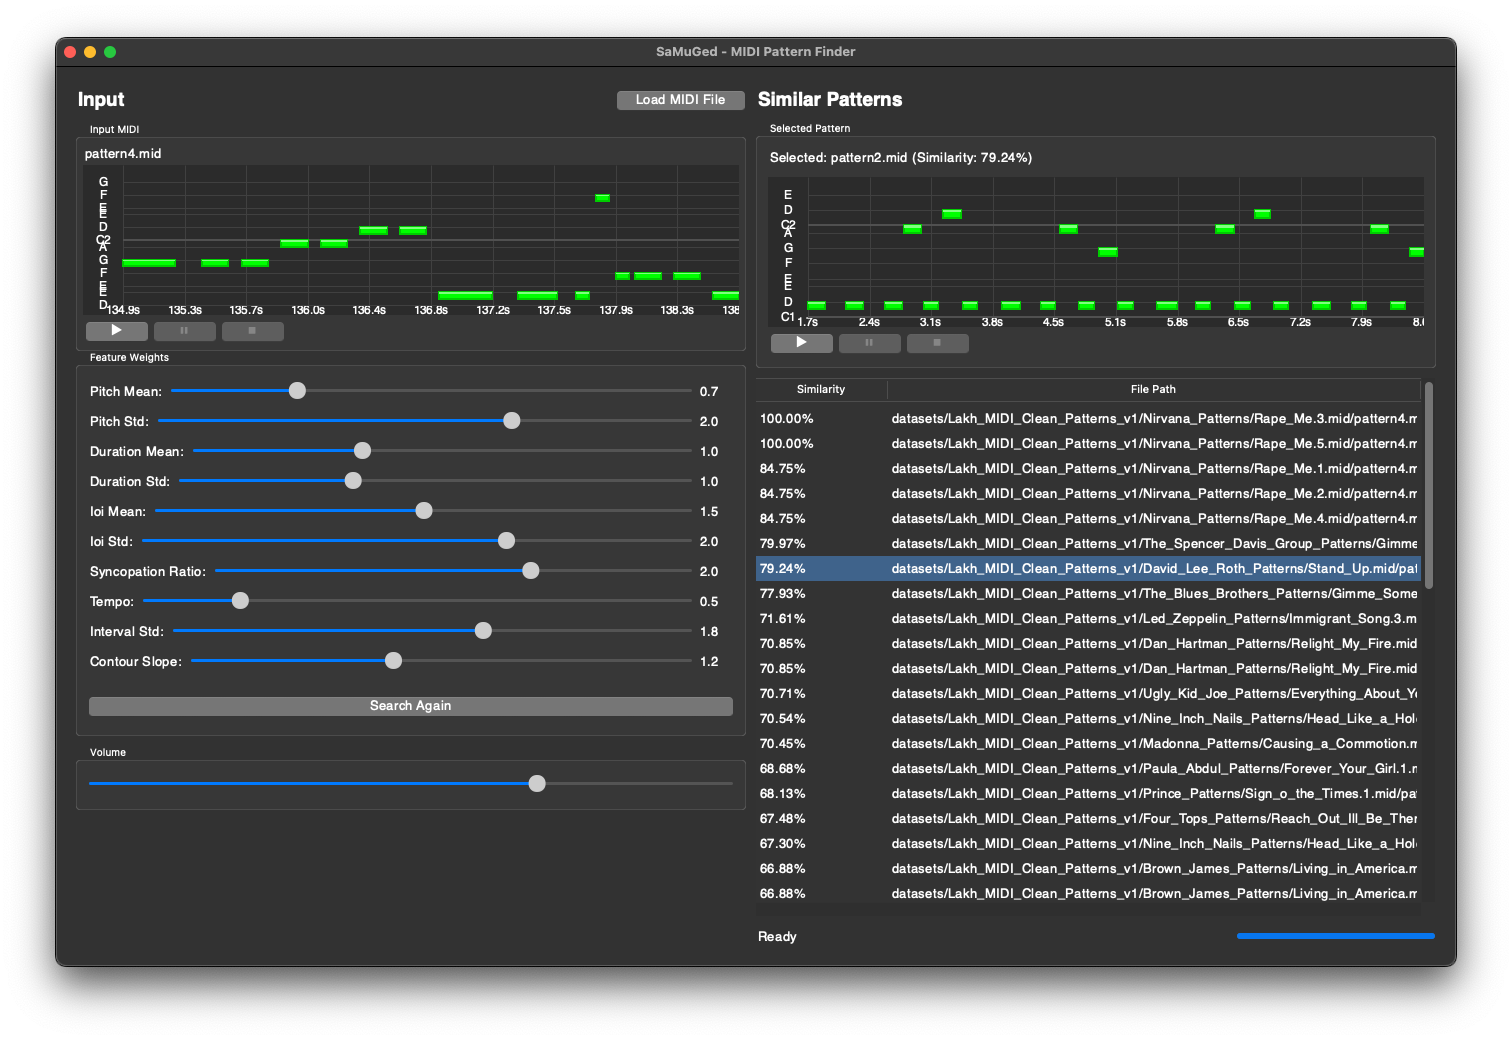 SaMuGed - MIDI Pattern Finder
Input
Load MIDI File
Input MIDI
pattern4.mid
G
F
E
E
D
C2
A
G
F
E
E
D
134.9s 135.3s 135.7s 136.0s 136.4s 136.8s 137.2s 137.5s 137.9s 138.3s 138
Feature Weights
Pitch Mean: 0.7
Pitch Std: 2.0
Duration Mean: 1.0
Duration Std: 1.0
Ioi Mean: 1.5
Ioi Std: 2.0
Syncopation Ratio: 2.0
Tempo: 0.5
Interval Std: 1.8
Contour Slope: 1.2
Search Again
Volume
Similar Patterns
Selected Pattern
Selected: pattern2.mid (Similarity: 79.24%)
E
D
C2
A
G
F
E
E
D
C1
1.7s 2.4s 3.1s 3.8s 4.5s 5.1s 5.8s 6.5s 7.2s 7.9s 8.
Similarity File Path
100.00% datasets/Lakh_MIDI_Clean_Patterns_v1/Nirvana_Patterns/Rape_Me.3.mid/pattern4.m
100.00% datasets/Lakh_MIDI_Clean_Patterns_v1/Nirvana_Patterns/Rape_Me.5.mid/pattern4.m
84.75% datasets/Lakh_MIDI_Clean_Patterns_v1/Nirvana_Patterns/Rape_Me.1.mid/pattern4.m
84.75% datasets/Lakh_MIDI_Clean_Patterns_v1/Nirvana_Patterns/Rape_Me.2.mid/pattern4.m
84.75% datasets/Lakh_MIDI_Clean_Patterns_v1/Nirvana_Patterns/Rape_Me.4.mid/pattern4.m
79.97% datasets/Lakh_MIDI_Clean_Patterns_v1/The_Spencer_Davis_Group_Patterns/Gimme
79.24% datasets/Lakh_MIDI_Clean_Patterns_v1/David_Lee_Roth_Patterns/Stand_Up.mid/pat
77.93% datasets/Lakh_MIDI_Clean_Patterns_v1/The_Blues_Brothers_Patterns/Gimme_Some
71.61% datasets/Lakh_MIDI_Clean_Patterns_v1/Led_Zeppelin_Patterns/Immigrant_Song.3.m
70.85% datasets/Lakh_MIDI_Clean_Patterns_v1/Dan_Hartman_Patterns/Relight_My_Fire.mid
70.85% datasets/Lakh_MIDI_Clean_Patterns_v1/Dan_Hartman_Patterns/Relight_My_Fire.mid
70.71% datasets/Lakh_MIDI_Clean_Patterns_v1/Ugly_Kid_Joe_Patterns/Everything_About_Y
70.54% datasets/Lakh_MIDI_Clean_Patterns_v1/Nine_Inch_Nails_Patterns/Head_Like_a_Hol
70.45% datasets/Lakh_MIDI_Clean_Patterns_v1/Madonna_Patterns/Causing_a_Commotion.m
68.68% datasets/Lakh_MIDI_Clean_Patterns_v1/Paula_Abdul_Patterns/Forever_Your_Girl.1.m
68.13% datasets/Lakh_MIDI_Clean_Patterns_v1/Prince_Patterns/Sign_o_the_Times.1.mid/pa
67.48% datasets/Lakh_MIDI_Clean_Patterns_v1/Four_Tops_Patterns/Reach_Out_Ill_Be_Ther
67.30% datasets/Lakh_MIDI_Clean_Patterns_v1/Nine_Inch_Nails_Patterns/Head_Like_a_Hol
66.88% datasets/Lakh_MIDI_Clean_Patterns_v1/Brown_James_Patterns/Living_in_America.m
66.88% datasets/Lakh_MIDI_Clean_Patterns_v1/Brown_James_Patterns/Living_in_America.m
Ready